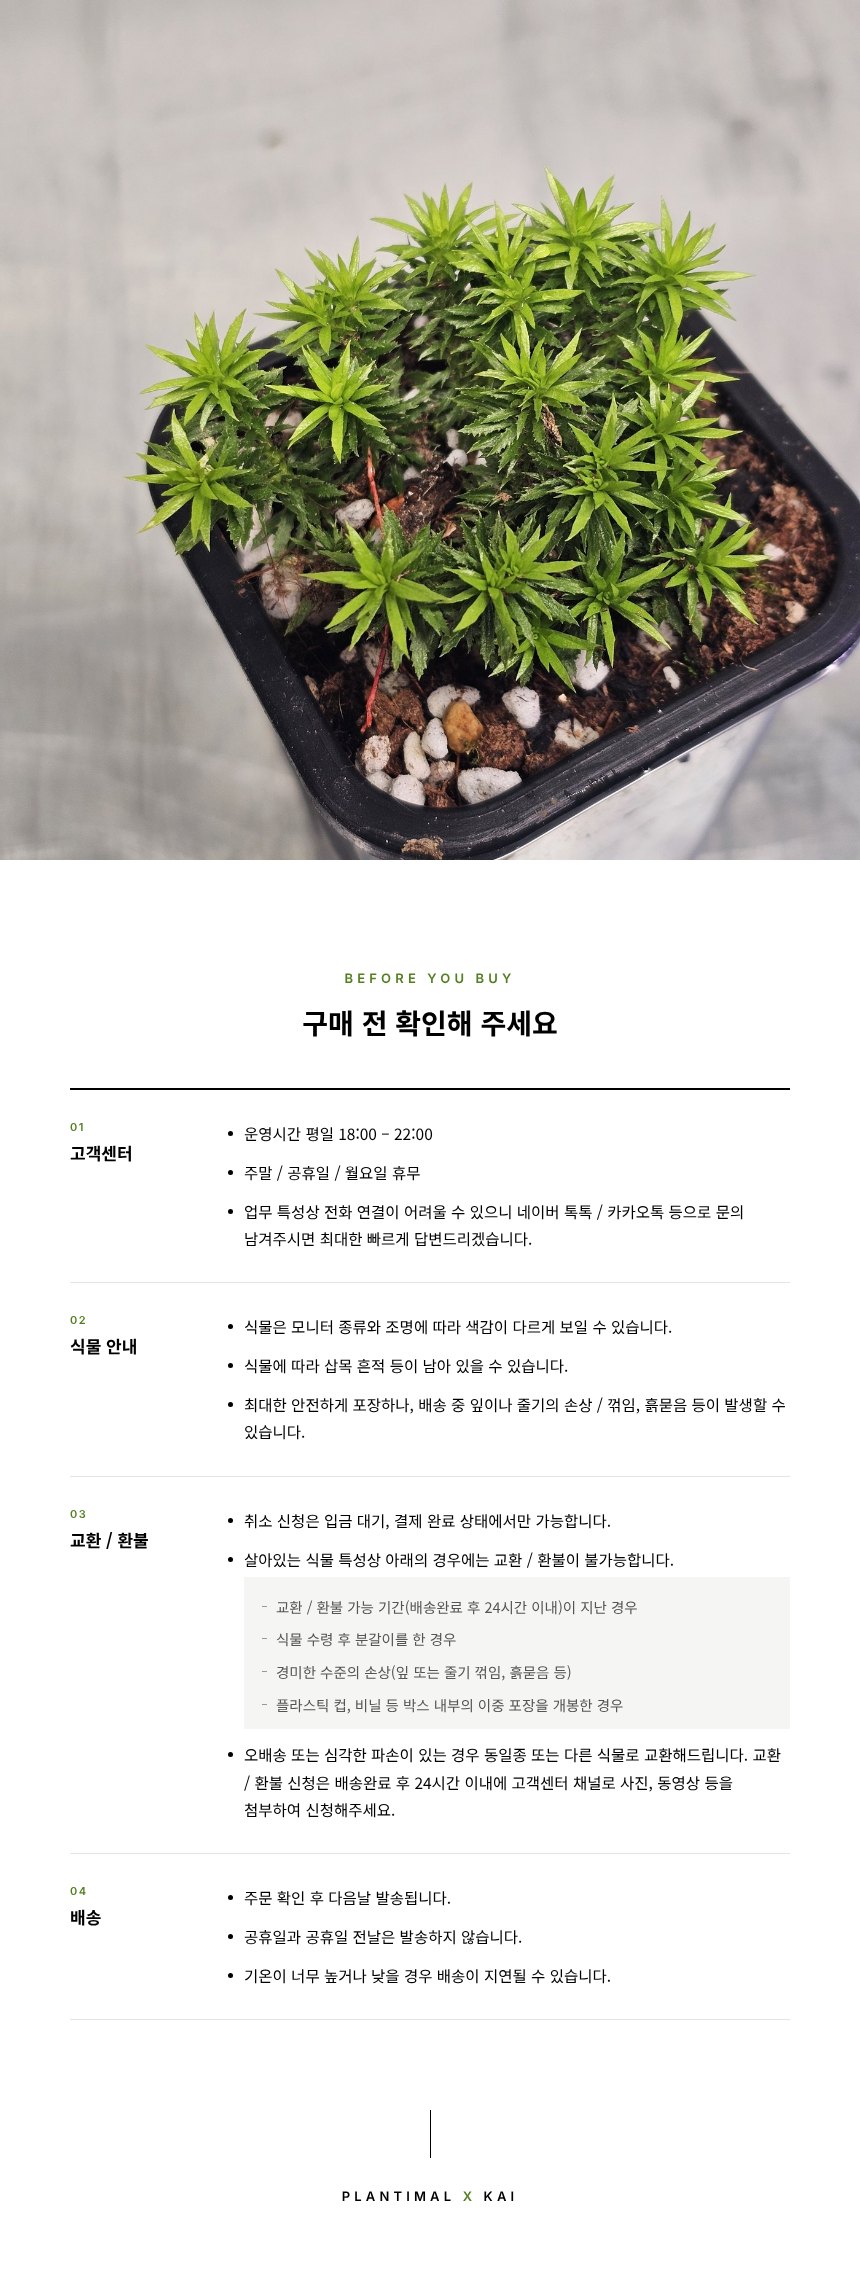 BEFORE YOU BUY
구매 전 확인해 주세요
01
고객센터
• 운영시간 평일 18:00 – 22:00
• 주말 / 공휴일 / 월요일 휴무
• 업무 특성상 전화 연결이 어려울 수 있으니 네이버 톡톡 / 카카오톡 등으로 문의
남겨주시면 최대한 빠르게 답변드리겠습니다.
02
식물 안내
• 식물은 모니터 종류와 조명에 따라 색감이 다르게 보일 수 있습니다.
• 식물에 따라 삽목 흔적 등이 남아 있을 수 있습니다.
• 최대한 안전하게 포장하나, 배송 중 잎이나 줄기의 손상 / 꺾임, 흙묻음 등이 발생할 수
있습니다.
03
교환 / 환불
• 취소 신청은 입금 대기, 결제 완료 상태에서만 가능합니다.
• 살아있는 식물 특성상 아래의 경우에는 교환 / 환불이 불가능합니다.
– 교환 / 환불 가능 기간(배송완료 후 24시간 이내)이 지난 경우
– 식물 수령 후 분갈이를 한 경우
– 경미한 수준의 손상(잎 또는 줄기 꺾임, 흙묻음 등)
– 플라스틱 컵, 비닐 등 박스 내부의 이중 포장을 개봉한 경우
• 오배송 또는 심각한 파손이 있는 경우 동일종 또는 다른 식물로 교환해드립니다. 교환
/ 환불 신청은 배송완료 후 24시간 이내에 고객센터 채널로 사진, 동영상 등을
첨부하여 신청해주세요.
04
배송
• 주문 확인 후 다음날 발송됩니다.
• 공휴일과 공휴일 전날은 발송하지 않습니다.
• 기온이 너무 높거나 낮을 경우 배송이 지연될 수 있습니다.
PLANTIMAL X KAI